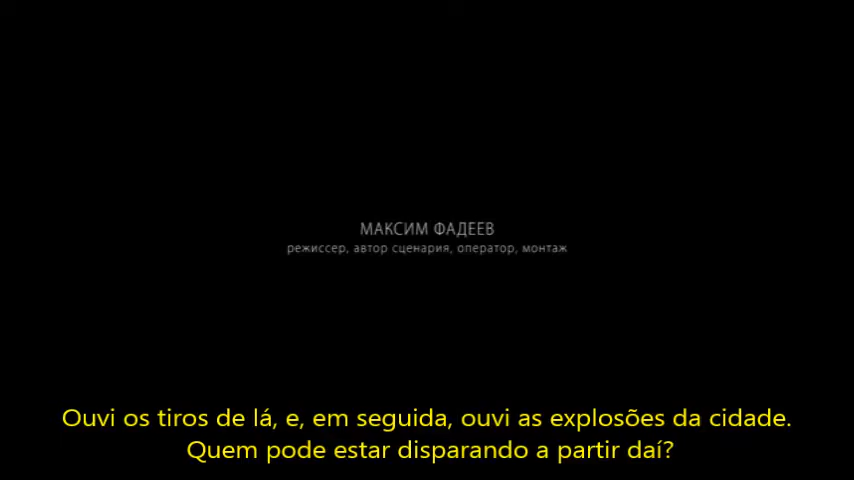 МАКСИМ ФАДЕЕВ
режиссер, автор сценария, оператор, монтаж
Ouvi os tiros de lá, e, em seguida, ouvi as explosões da cidade.
Quem pode estar disparando a partir daí?